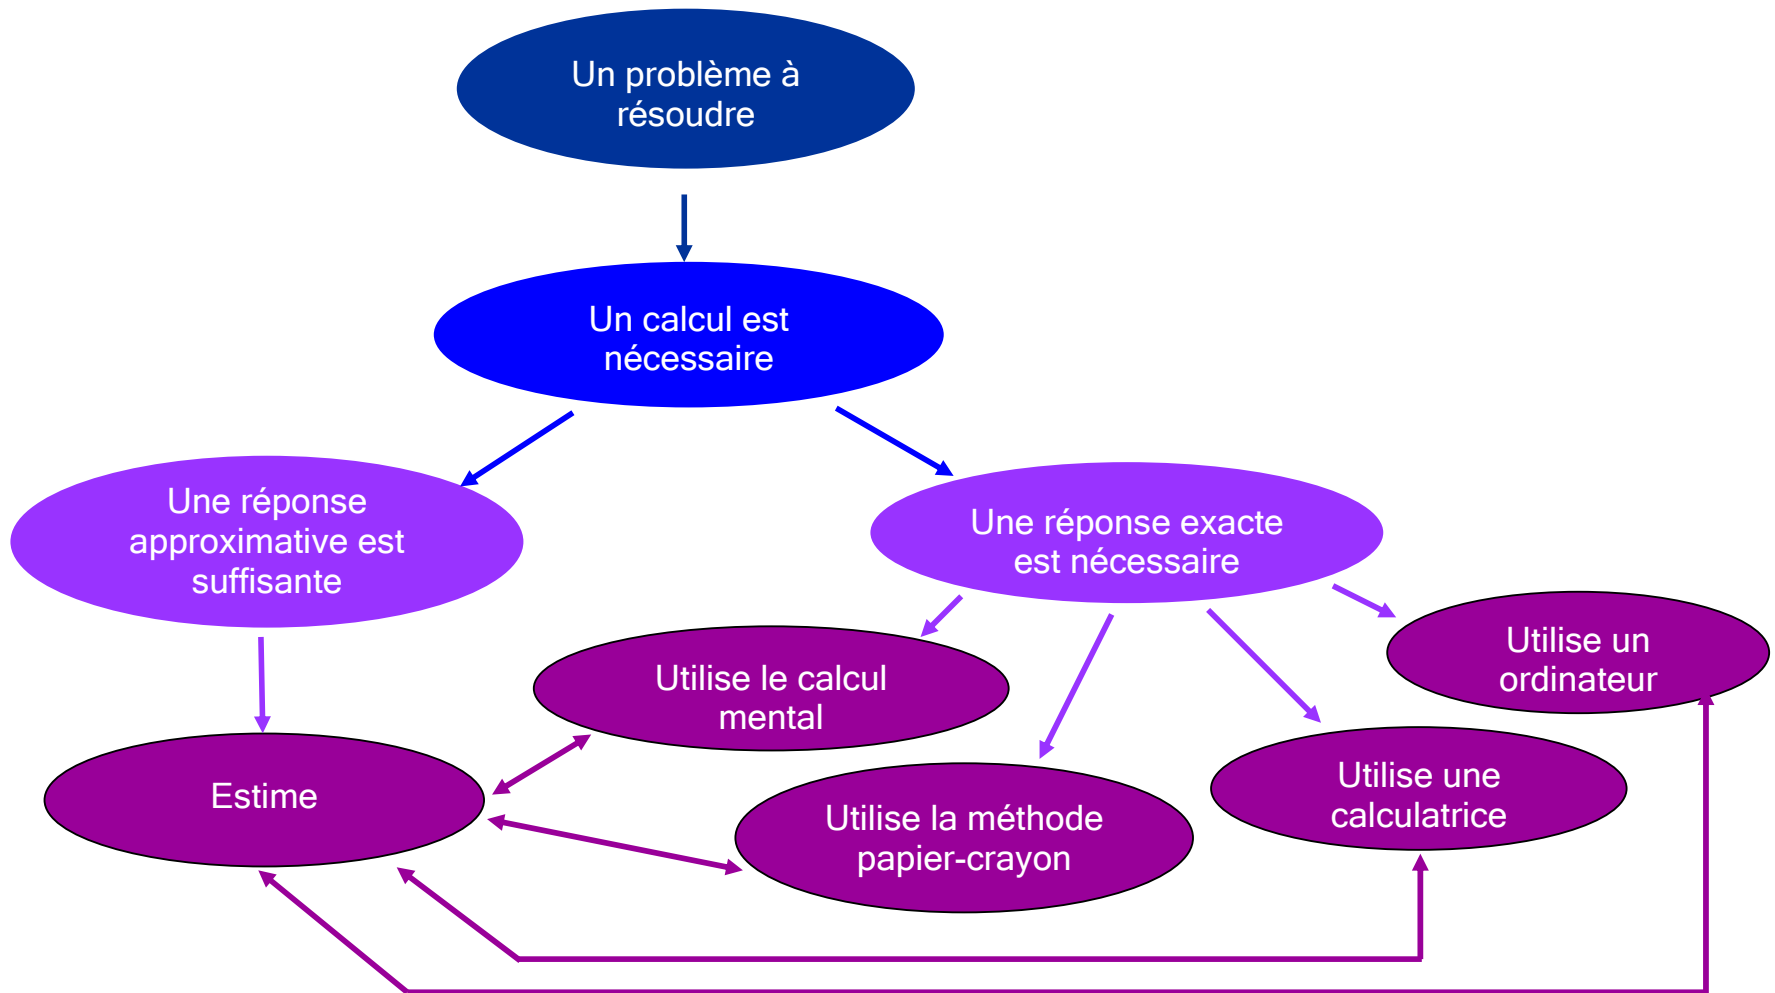 Un problème à
résoudre
Un calcul est
nécessaire
Une réponse
approximative est
suffisante
Une réponse exacte
est nécessaire
Utilise un
ordinateur
Utilise le calcul
mental
Utilise une
calculatrice
Estime
Utilise la méthode
papier-crayon